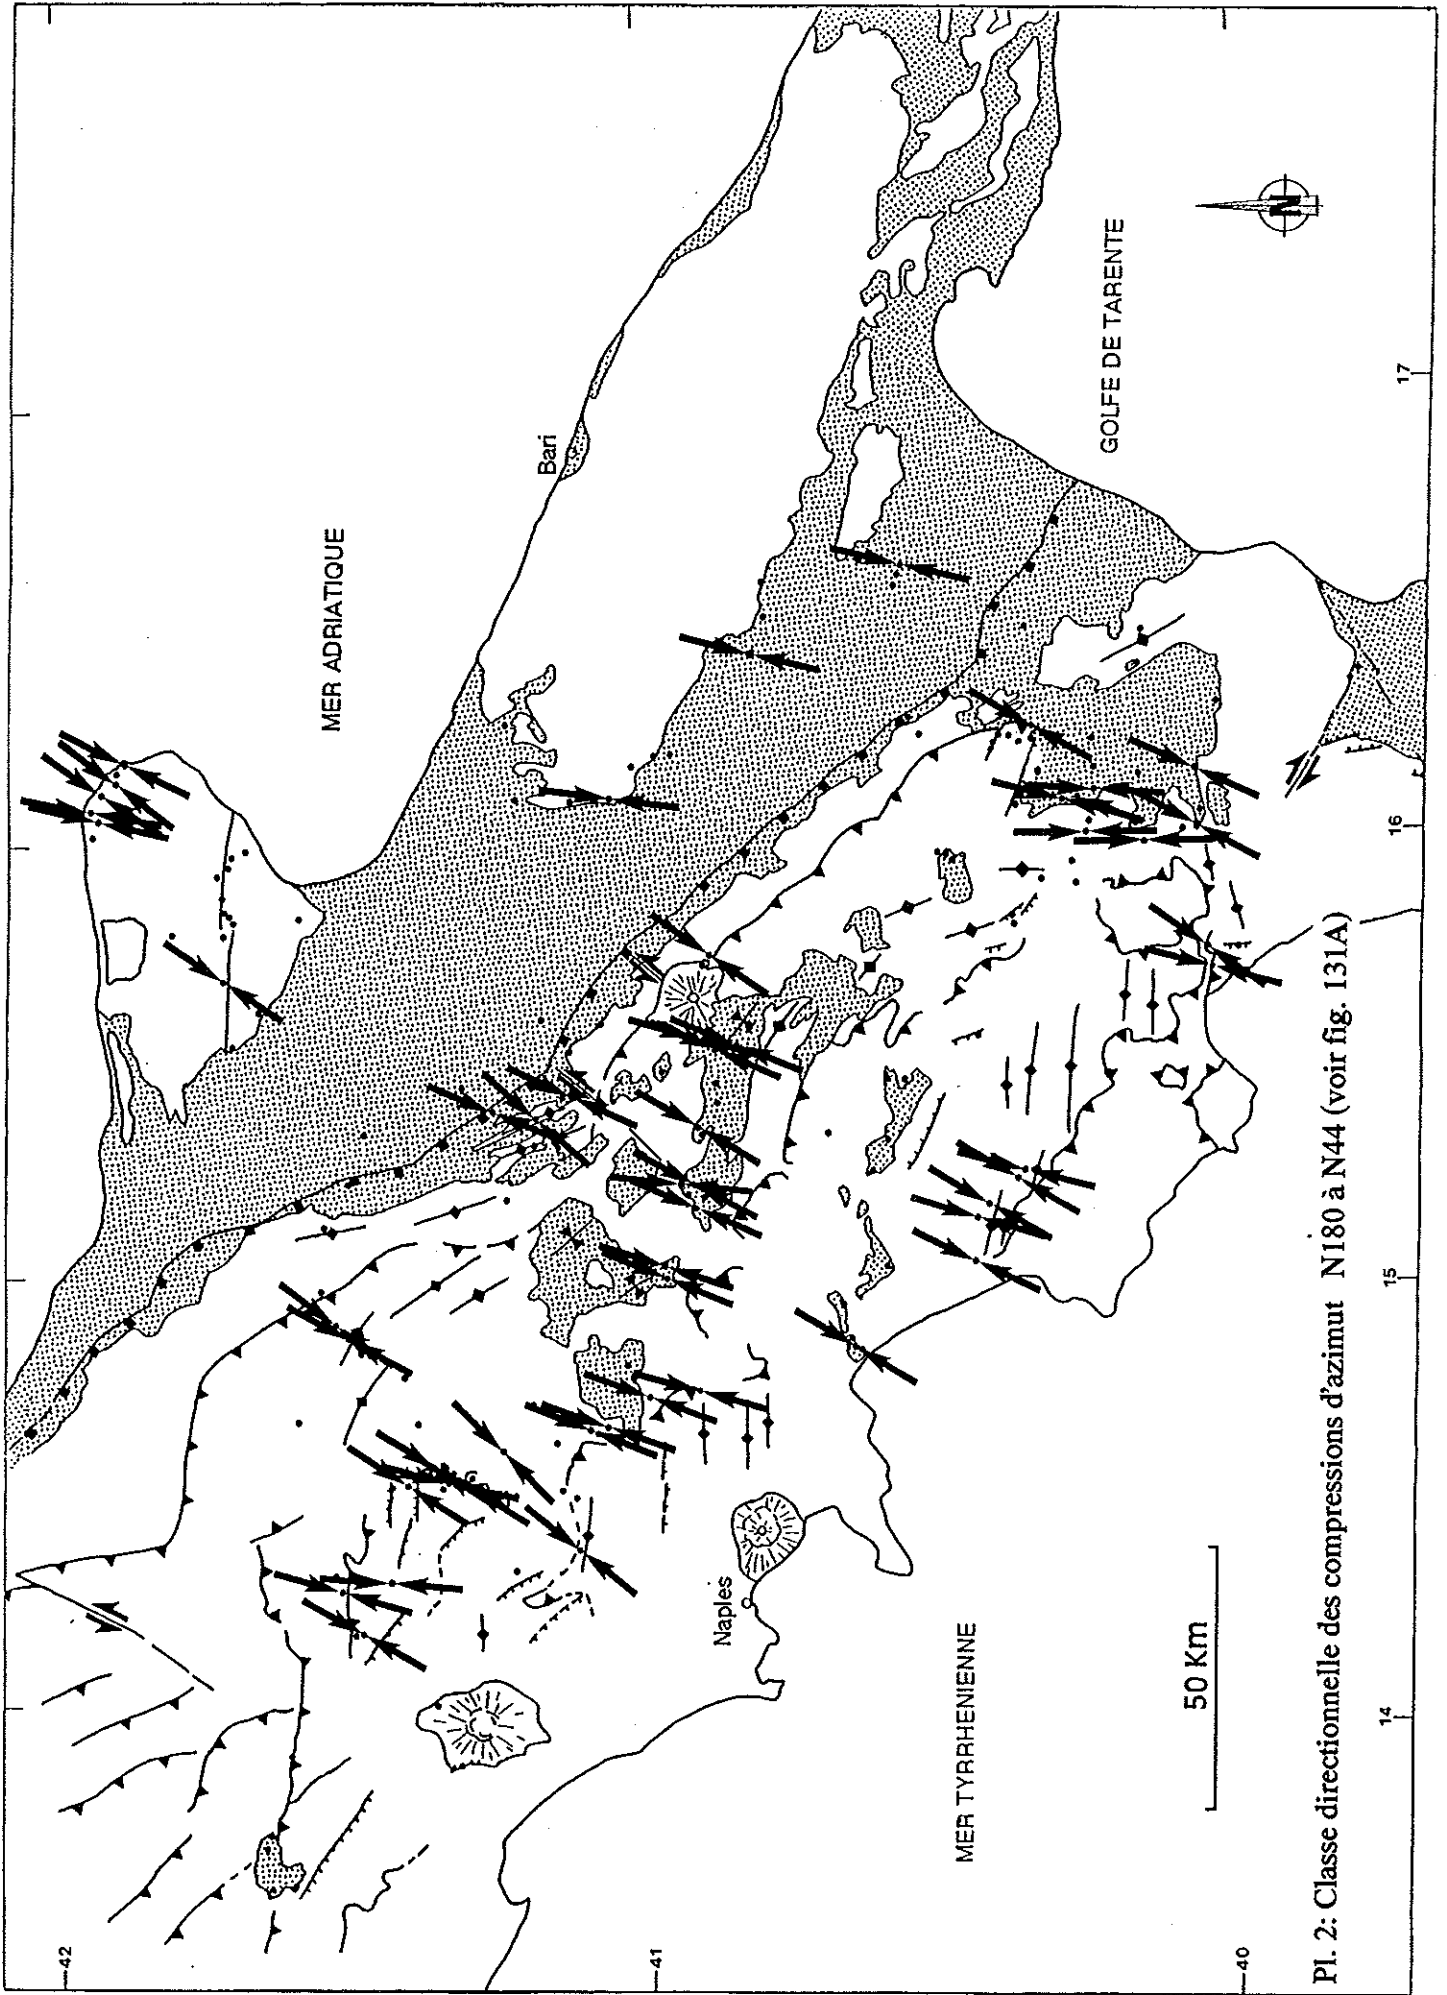 MER ADRIATIQUE
Bari
GOLFE DE TARENTE
N
Naples
MER TYRRHENIENNE
50 Km
42
41
40
14
15
16
17
Pl. 2: Classe directionnelle des compressions d'azimut N180 à N44 (voir fig. 131A)